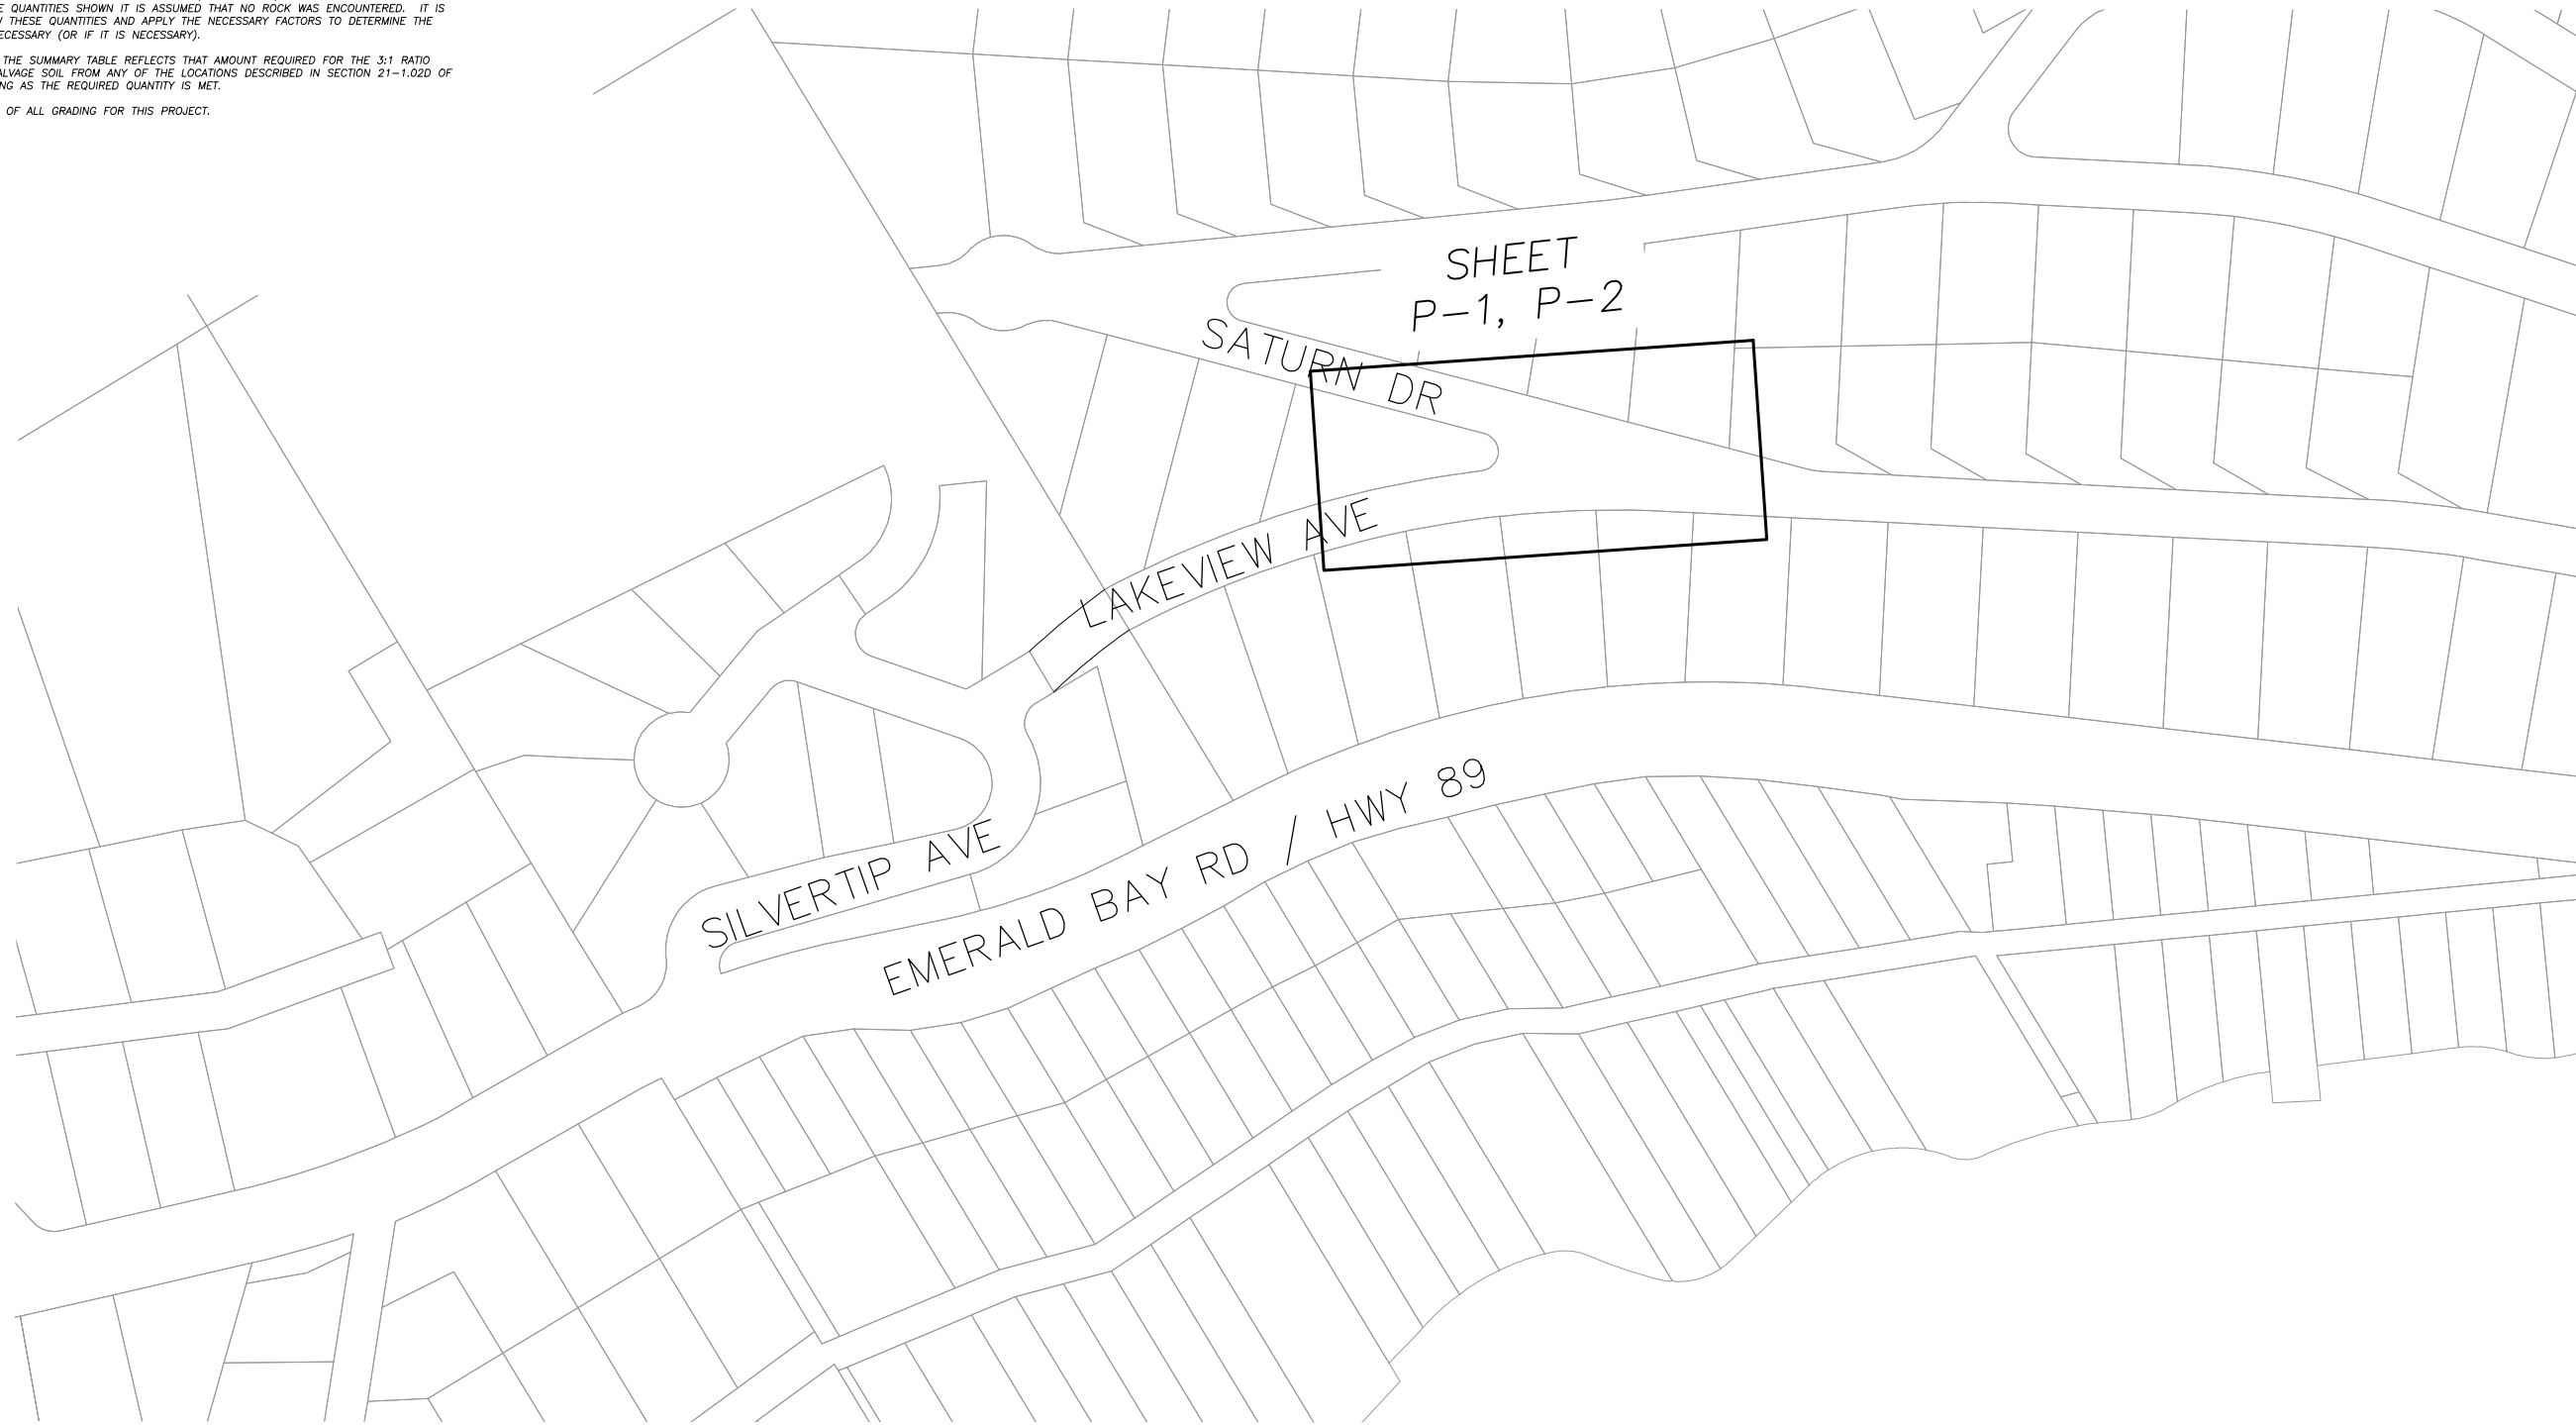 E QUANTITIES SHOWN IT IS ASSUMED THAT NO ROCK WAS ENCOUNTERED. IT IS
THESE QUANTITIES AND APPLY THE NECESSARY FACTORS TO DETERMINE THE
ECESSARY (OR IF IT IS NECESSARY).
THE SUMMARY TABLE REFLECTS THAT AMOUNT REQUIRED FOR THE 3:1 RATIO
ALVAGE SOIL FROM ANY OF THE LOCATIONS DESCRIBED IN SECTION 21-1.02D OF
NG AS THE REQUIRED QUANTITY IS MET.
OF ALL GRADING FOR THIS PROJECT.
SHEET
P-1, P-2
SATURN DR
LAKEVIEW AVE
SILVERTIP AVE
EMERALD BAY RD / HWY 89